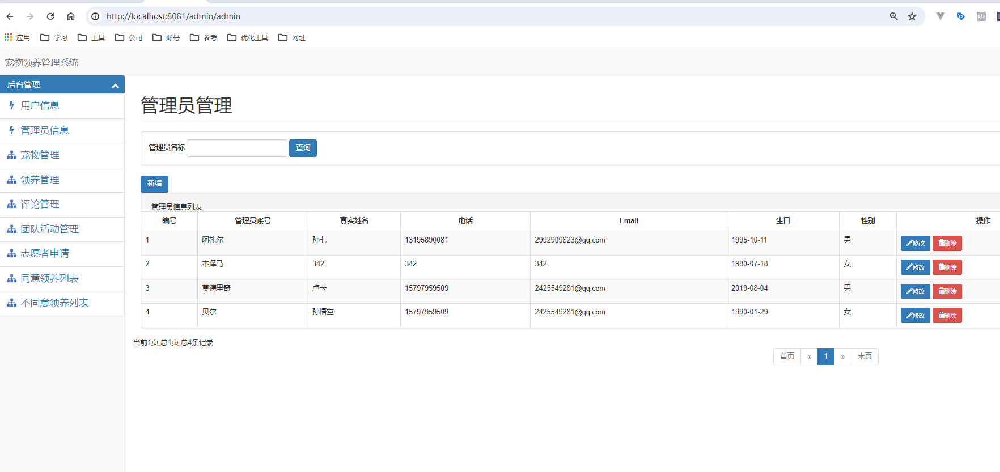 http://localhost:8081/admin/admin
应用 学习 工具 公司 账号 参考 优化工具 网址
宠物领养管理系统
后台管理
用户信息
管理员信息
宠物管理
领养管理
评论管理
团队活动管理
志愿者申请
同意领养列表
不同意领养列表
管理员管理
管理员名称 查询
新增
管理员信息列表
编号 管理员账号 真实姓名 电话 Email 生日 性别 操作
1 阿扎尔 孙七 13195890081 2992909823@qq.com 1995-10-11 男 修改 删除
2 本泽马 342 342 342 1980-07-18 女 修改 删除
3 莫德里奇 卢卡 15797959509 2425549281@qq.com 2019-08-04 男 修改 删除
4 贝尔 孙悟空 15797959509 2425549281@qq.com 1990-01-29 女 修改 删除
当前1页,总1页,总4条记录
首页 « 1 » 末页